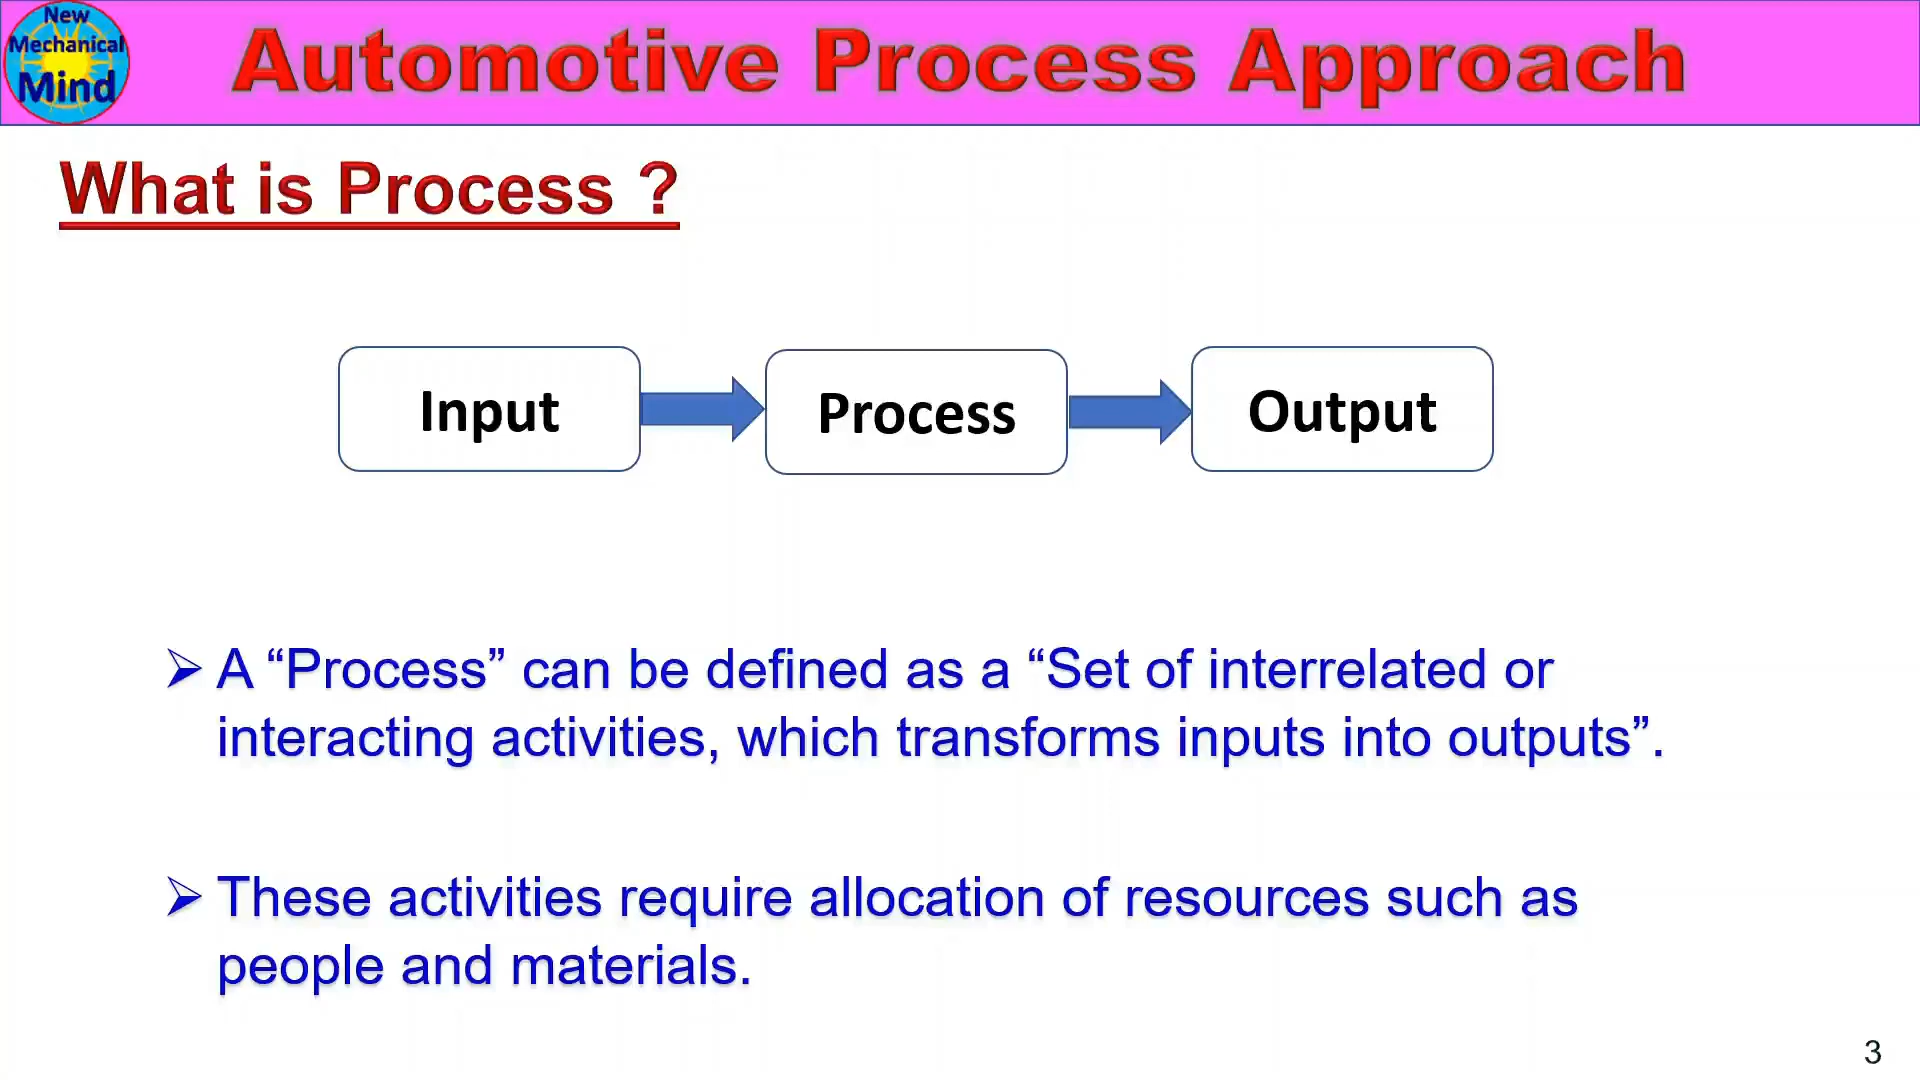 New
Mechanical
Mind
Automotive Process Approach
What is Process ?
Input
Process
Output
➢ A “Process” can be defined as a “Set of interrelated or
interacting activities, which transforms inputs into outputs”.
➢ These activities require allocation of resources such as
people and materials.
3